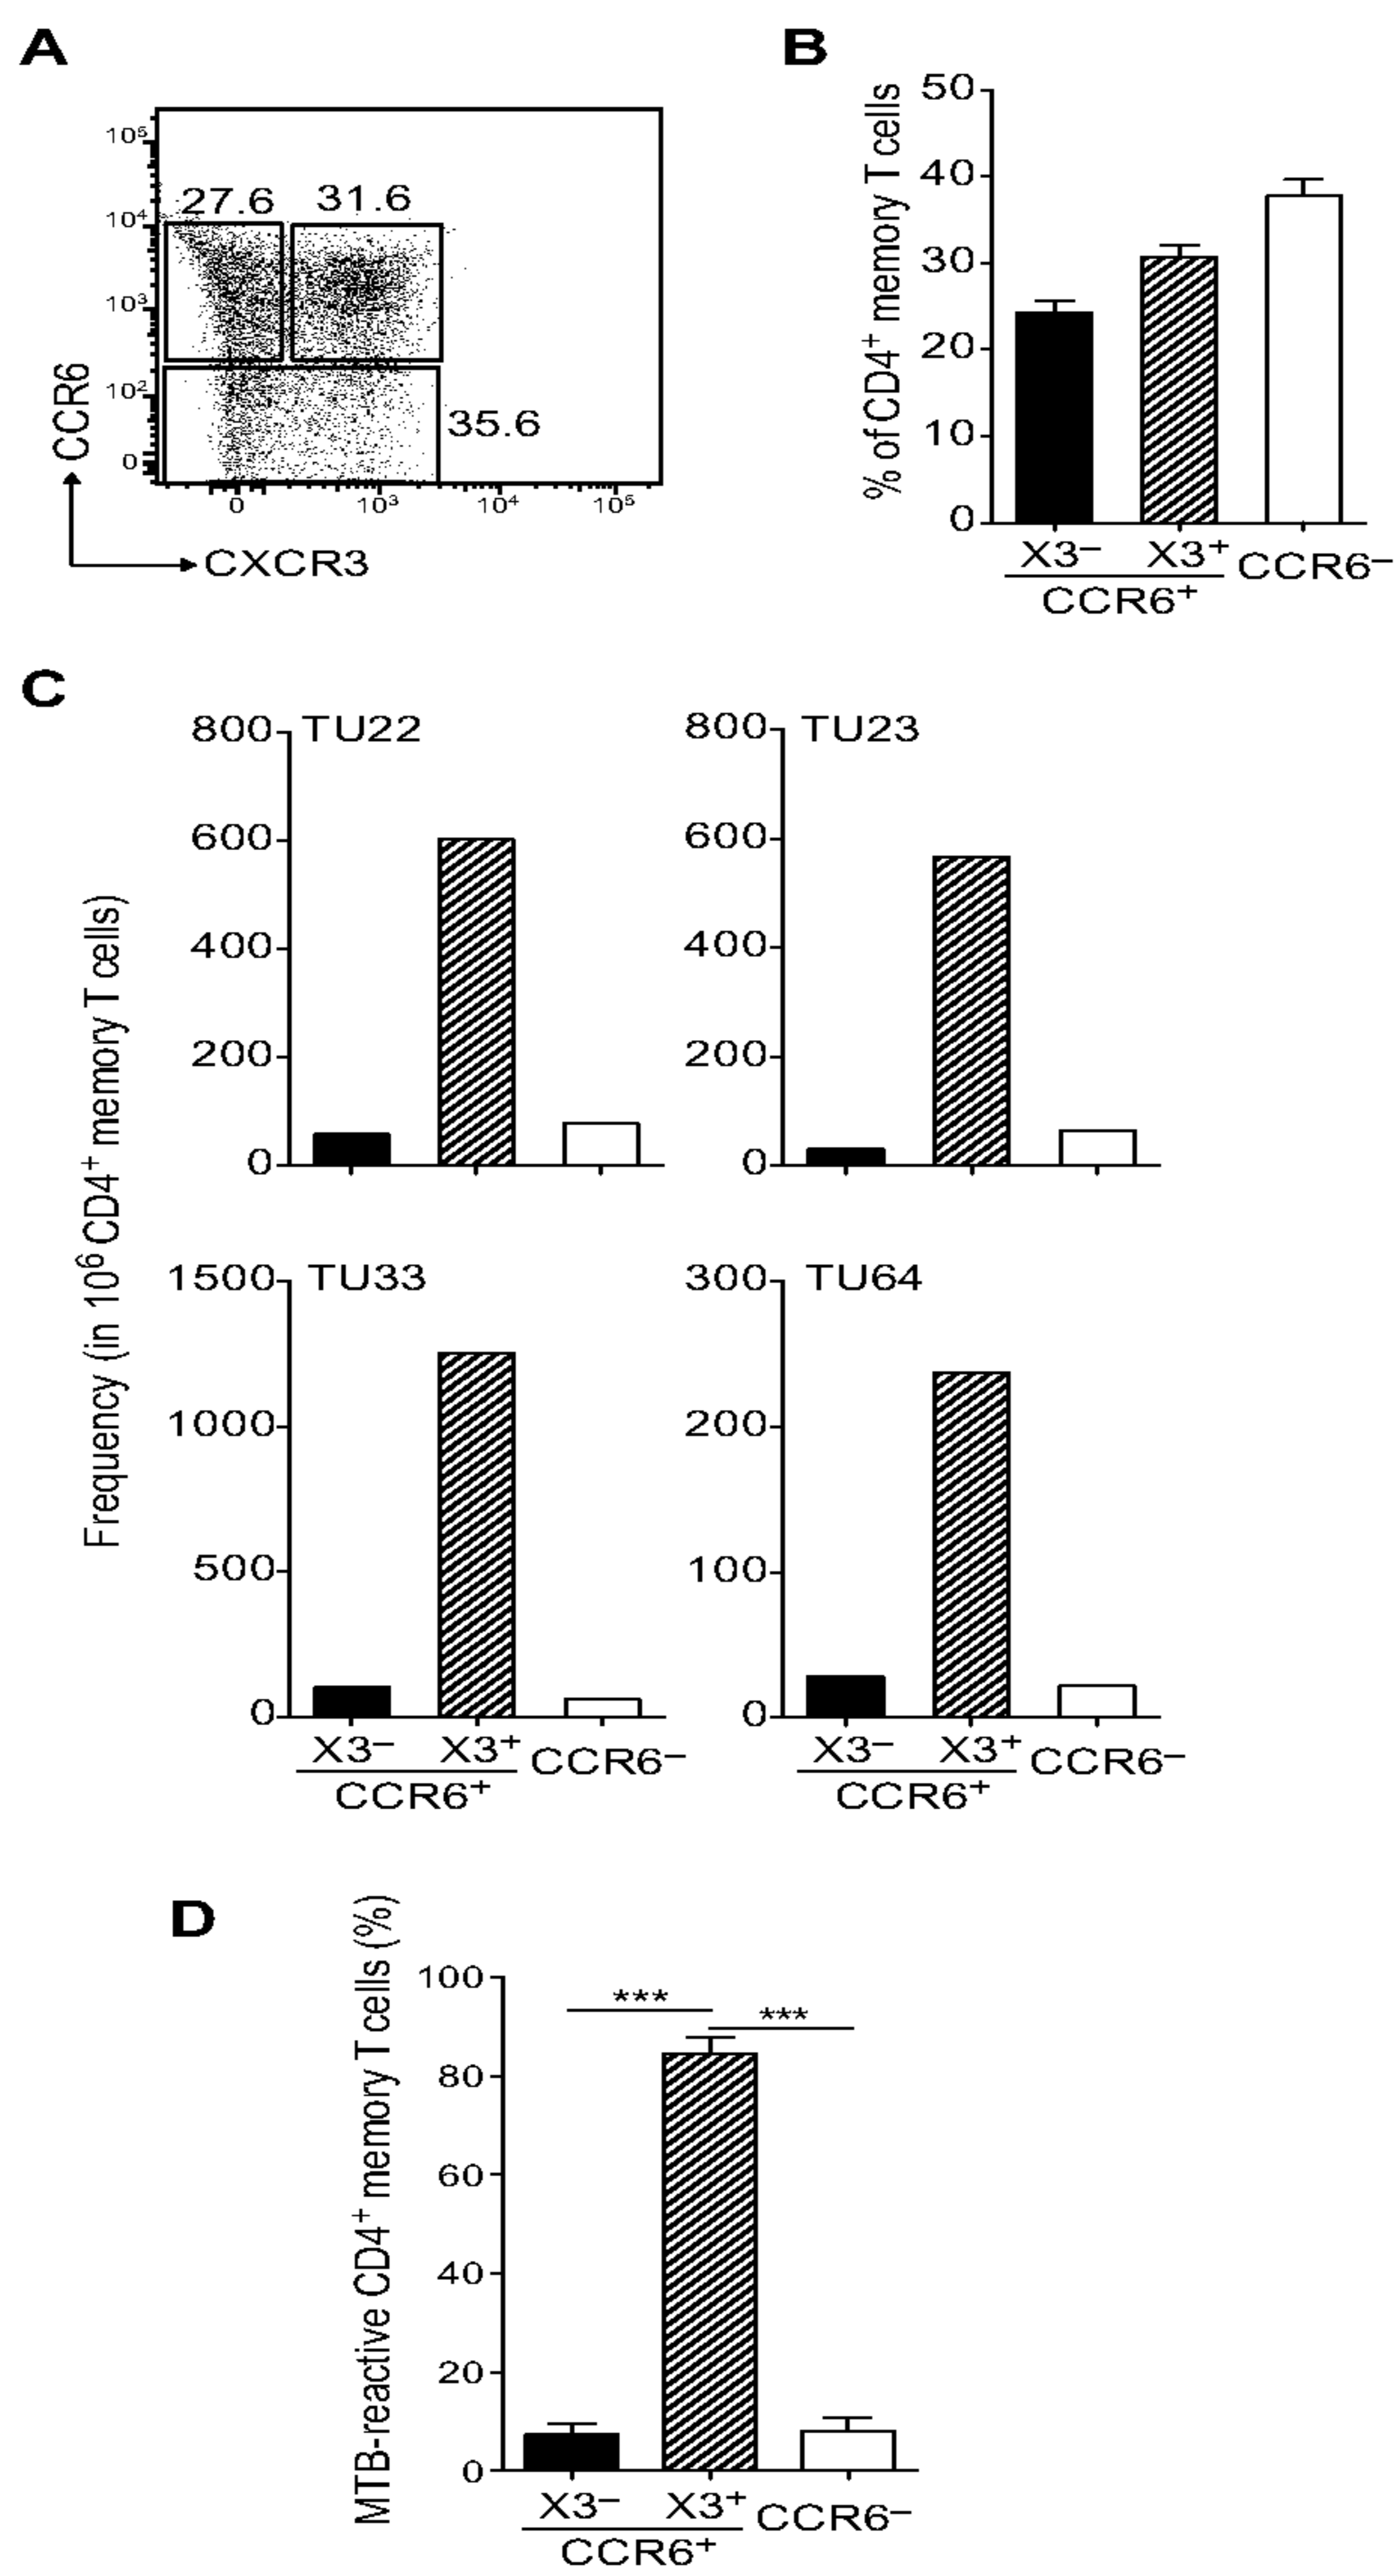 A
10⁵
10⁴
10³
10²
0
27.6
31.6
35.6
CCR6
0
10³
10⁴
10⁵
CXCR3
B
% of CD4⁺ memory T cells
50
40
30
20
10
0
X3– X3⁺ CCR6–
CCR6⁺
C
Frequency (in 10⁶ CD4⁺ memory T cells)
800
TU22
600
400
200
0
800
TU23
600
400
200
0
1500
TU33
1000
500
0
X3– X3⁺ CCR6–
CCR6⁺
300
TU64
200
100
0
X3– X3⁺ CCR6–
CCR6⁺
D
MTB-reactive CD4⁺ memory T cells (%)
100
80
60
40
20
0
***
***
X3– X3⁺ CCR6–
CCR6⁺